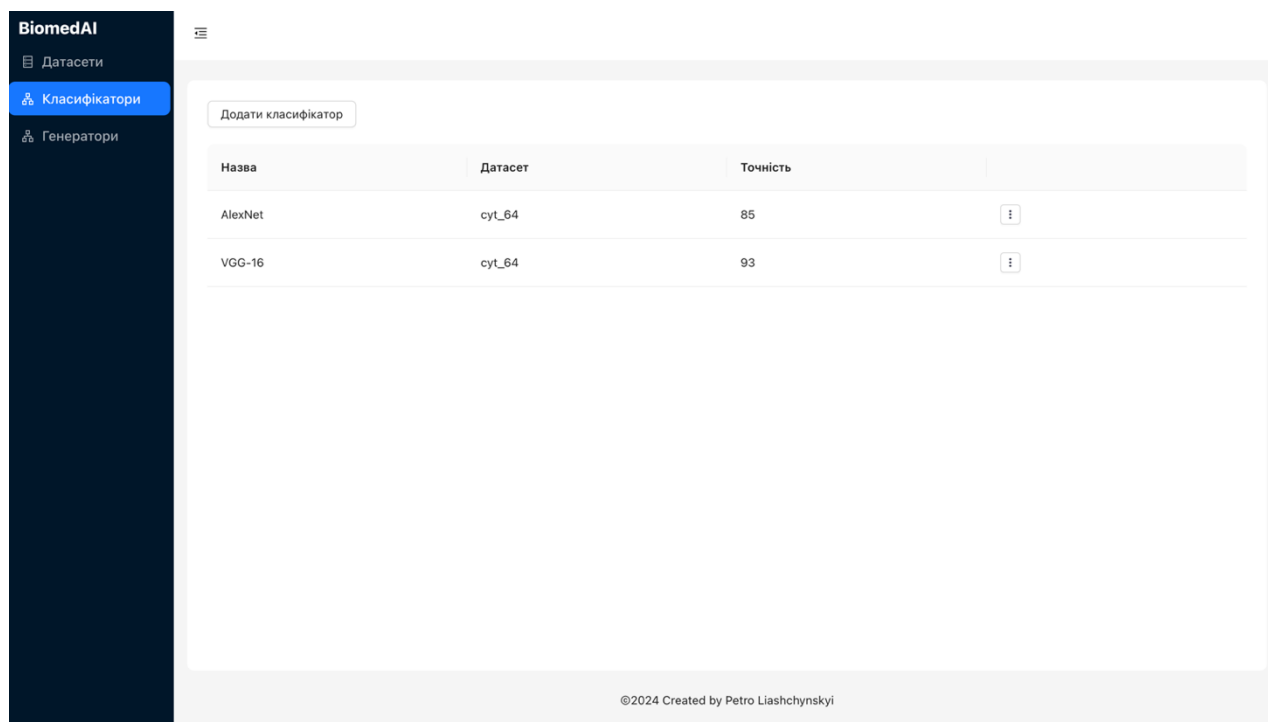 BiomedAI
Датасети
Класифікатори
Генератори
Додати класифікатор
Назва Датасет Точність
AlexNet cyt_64 85
VGG-16 cyt_64 93
©2024 Created by Petro Liashchynskyi